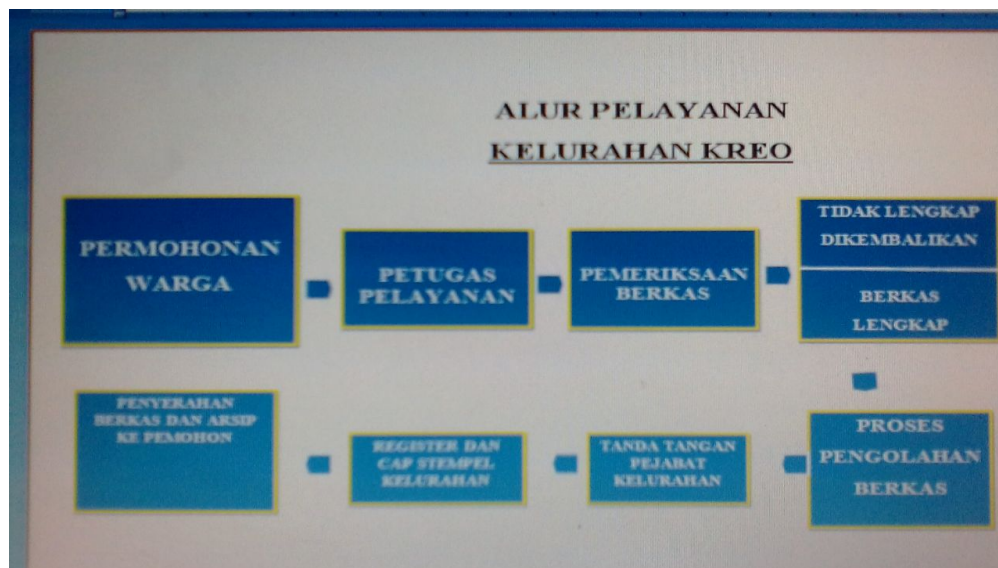 ALUR PELAYANAN
KELURAHAN KREO
PERMOHONAN
WARGA
PETUGAS
PELAYANAN
PEMERIKSAAN
BERKAS
TIDAK LENGKAP
DIKEMBALIKAN
BERKAS
LENGKAP
PROSES
PENGOLAHAN
BERKAS
TANDA TANGAN
PEJABAT
KELURAHAN
REGISTER DAN
CAP STEMPEL
KELURAHAN
PENYERAHAN
BERKAS DAN ARSIP
KE PEMOHON